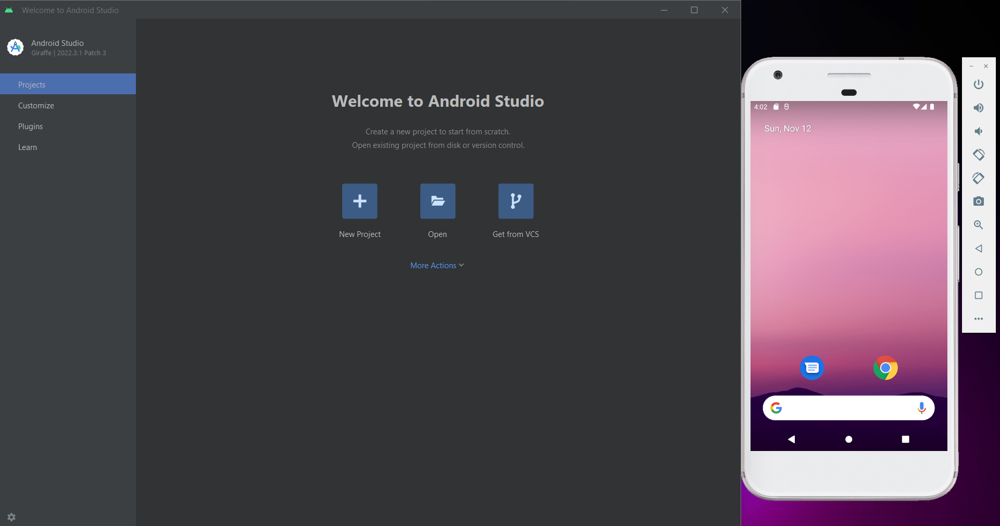 Welcome to Android Studio
Android Studio
Giraffe | 2022.3.1 Patch 3
Projects
Customize
Plugins
Learn
Welcome to Android Studio
Create a new project to start from scratch.
Open existing project from disk or version control.
New Project
Open
Get from VCS
More Actions
4:02
Sun, Nov 12